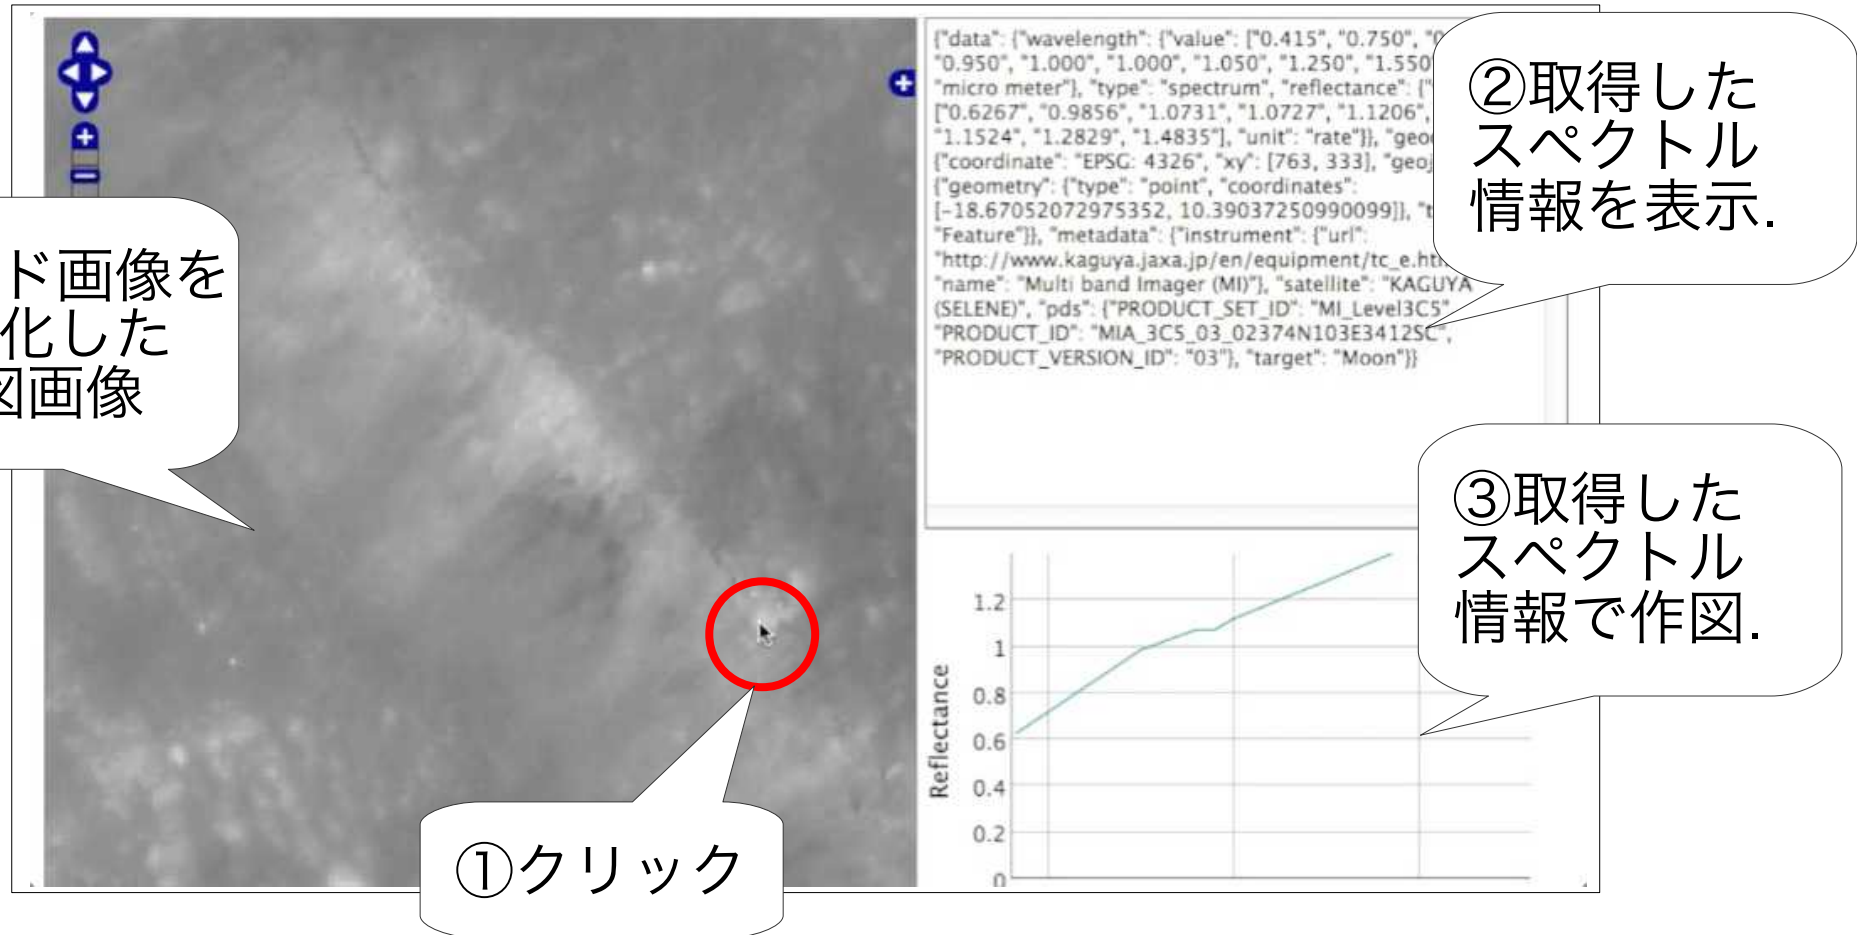 {"data": {"wavelength": {"value": ["0.415", "0.750", "0
"0.950", "1.000", "1.000", "1.050", "1.250", "1.550"
"micro meter"}, "type": "spectrum", "reflectance": {"
["0.6267", "0.9856", "1.0731", "1.0727", "1.1206",
"1.1524", "1.2829", "1.4835"], "unit": "rate"}}, "geo
{"coordinate": "EPSG: 4326", "xy": [763, 333], "geoj
{"geometry": {"type": "point", "coordinates":
[-18.67052072975352, 10.39037250990099]}, "t
"Feature"}}, "metadata": {"instrument": {"url":
"http://www.kaguya.jaxa.jp/en/equipment/tc_e.ht
"name": "Multi band Imager (MI)"}, "satellite": "KAGUYA
(SELENE)", "pds": {"PRODUCT_SET_ID": "MI_Level3C5"
"PRODUCT_ID": "MIA_3C5_03_02374N103E3412SC",
"PRODUCT_VERSION_ID": "03"}, "target": "Moon"}}
②取得した
スペクトル
情報を表示.
ド画像を
化した
図画像
①クリック
③取得した
スペクトル
情報で作図.
Reflectance
1.2
1
0.8
0.6
0.4
0.2
0